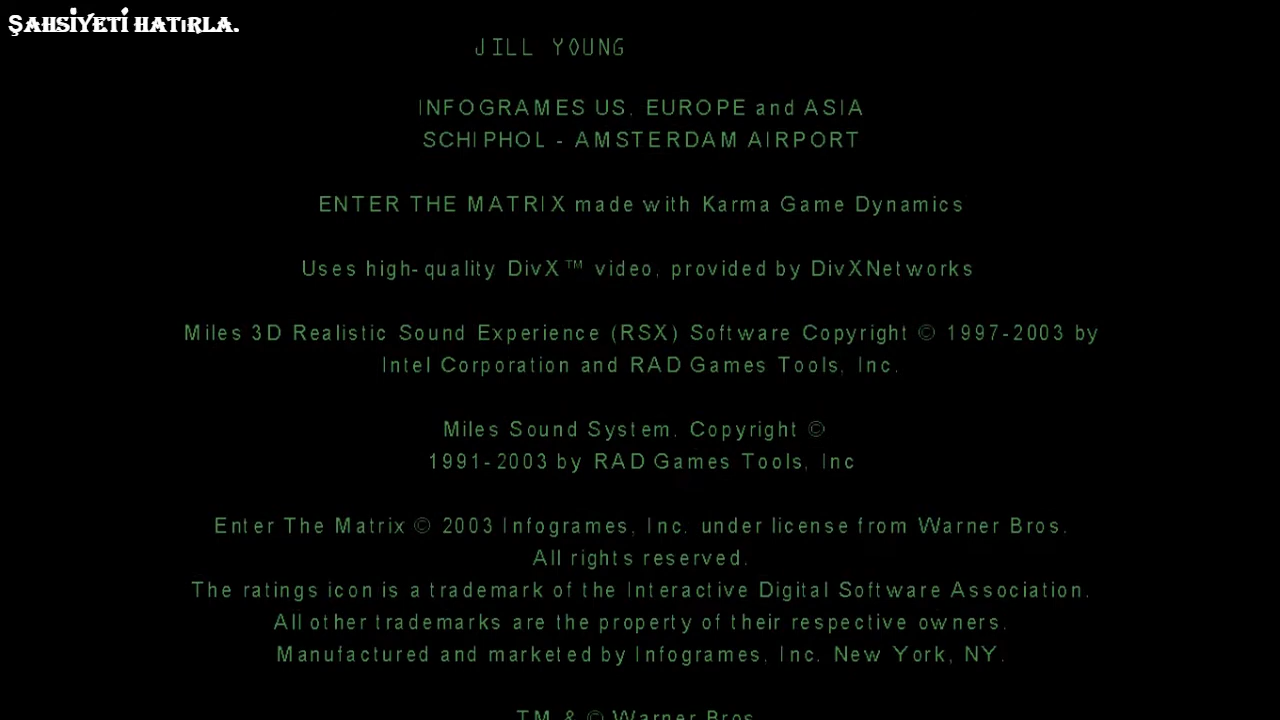 ŞAHSİYETİ HATıRLA.
JILL YOUNG
INFOGRAMES US, EUROPE and ASIA
SCHIPHOL - AMSTERDAM AIRPORT
ENTER THE MATRIX made with Karma Game Dynamics
Uses high-quality DivX™ video, provided by DivXNetworks
Miles 3D Realistic Sound Experience (RSX) Software Copyright © 1997-2003 by
Intel Corporation and RAD Games Tools, Inc.
Miles Sound System. Copyright ©
1991-2003 by RAD Games Tools, Inc
Enter The Matrix © 2003 Infogrames, Inc. under license from Warner Bros.
All rights reserved.
The ratings icon is a trademark of the Interactive Digital Software Association.
All other trademarks are the property of their respective owners.
Manufactured and marketed by Infogrames, Inc. New York, NY.
TM & © Warner Bros.